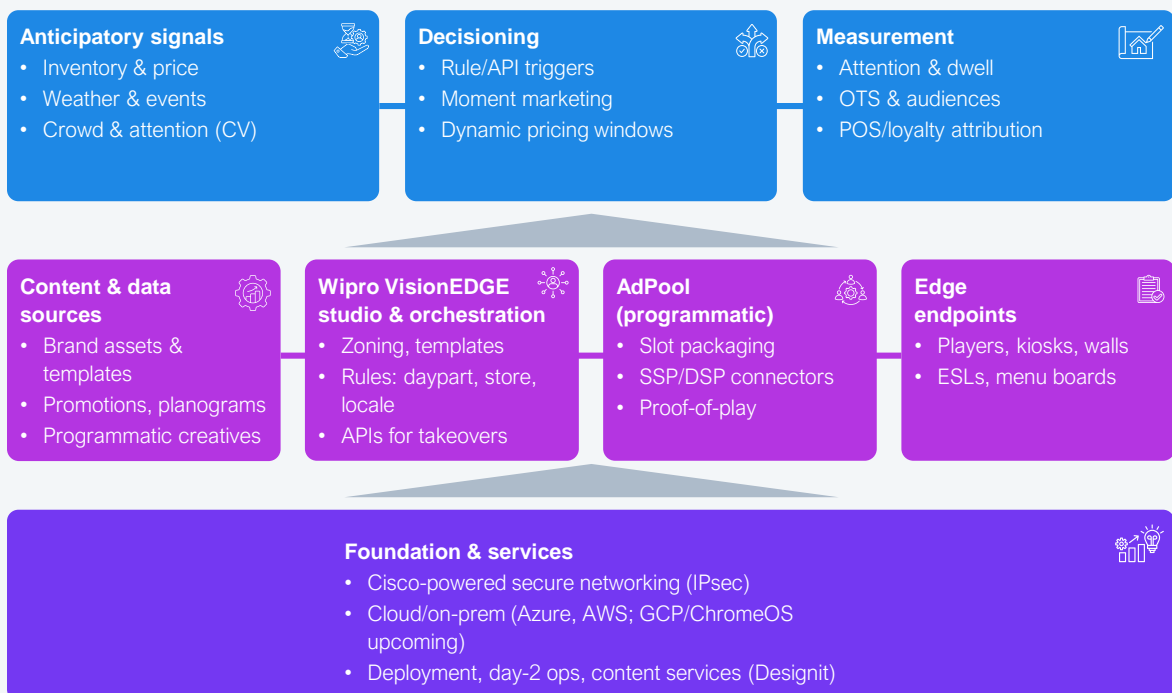 Anticipatory signals
• Inventory & price
• Weather & events
• Crowd & attention (CV)
Decisioning
• Rule/API triggers
• Moment marketing
• Dynamic pricing windows
Measurement
• Attention & dwell
• OTS & audiences
• POS/loyalty attribution
Content & data
sources
• Brand assets &
templates
• Promotions, planograms
• Programmatic creatives
Wipro VisionEDGE
studio & orchestration
• Zoning, templates
• Rules: daypart, store,
locale
• APIs for takeovers
AdPool
(programmatic)
• Slot packaging
• SSP/DSP connectors
• Proof-of-play
Edge
endpoints
• Players, kiosks, walls
• ESLs, menu boards
Foundation & services
• Cisco-powered secure networking (IPsec)
• Cloud/on-prem (Azure, AWS; GCP/ChromeOS
upcoming)
• Deployment, day-2 ops, content services (Designit)